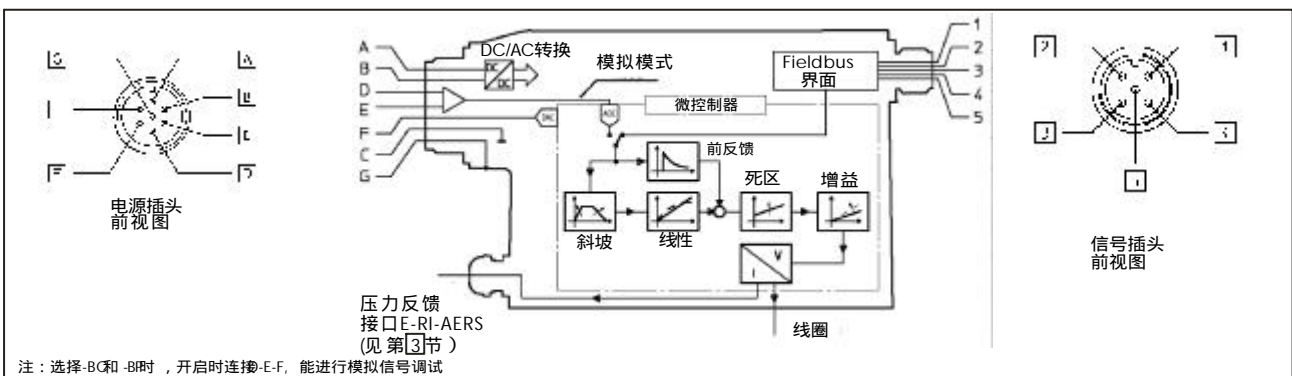 A
B
D
E
F
C
G
DC/AC转换
DC
DC
模拟模式
Fieldbus
界面
1
2
3
4
5
微控制器
前反馈
死区
增益
斜坡
线性
V
I
线圈
电源插头
前视图
信号插头
前视图
压力反馈
接口E-RI-AERS
(见 第3节 )
注：选择-BC和 -BP时 ，开启时连接D-E-F, 能进行模拟信号调试